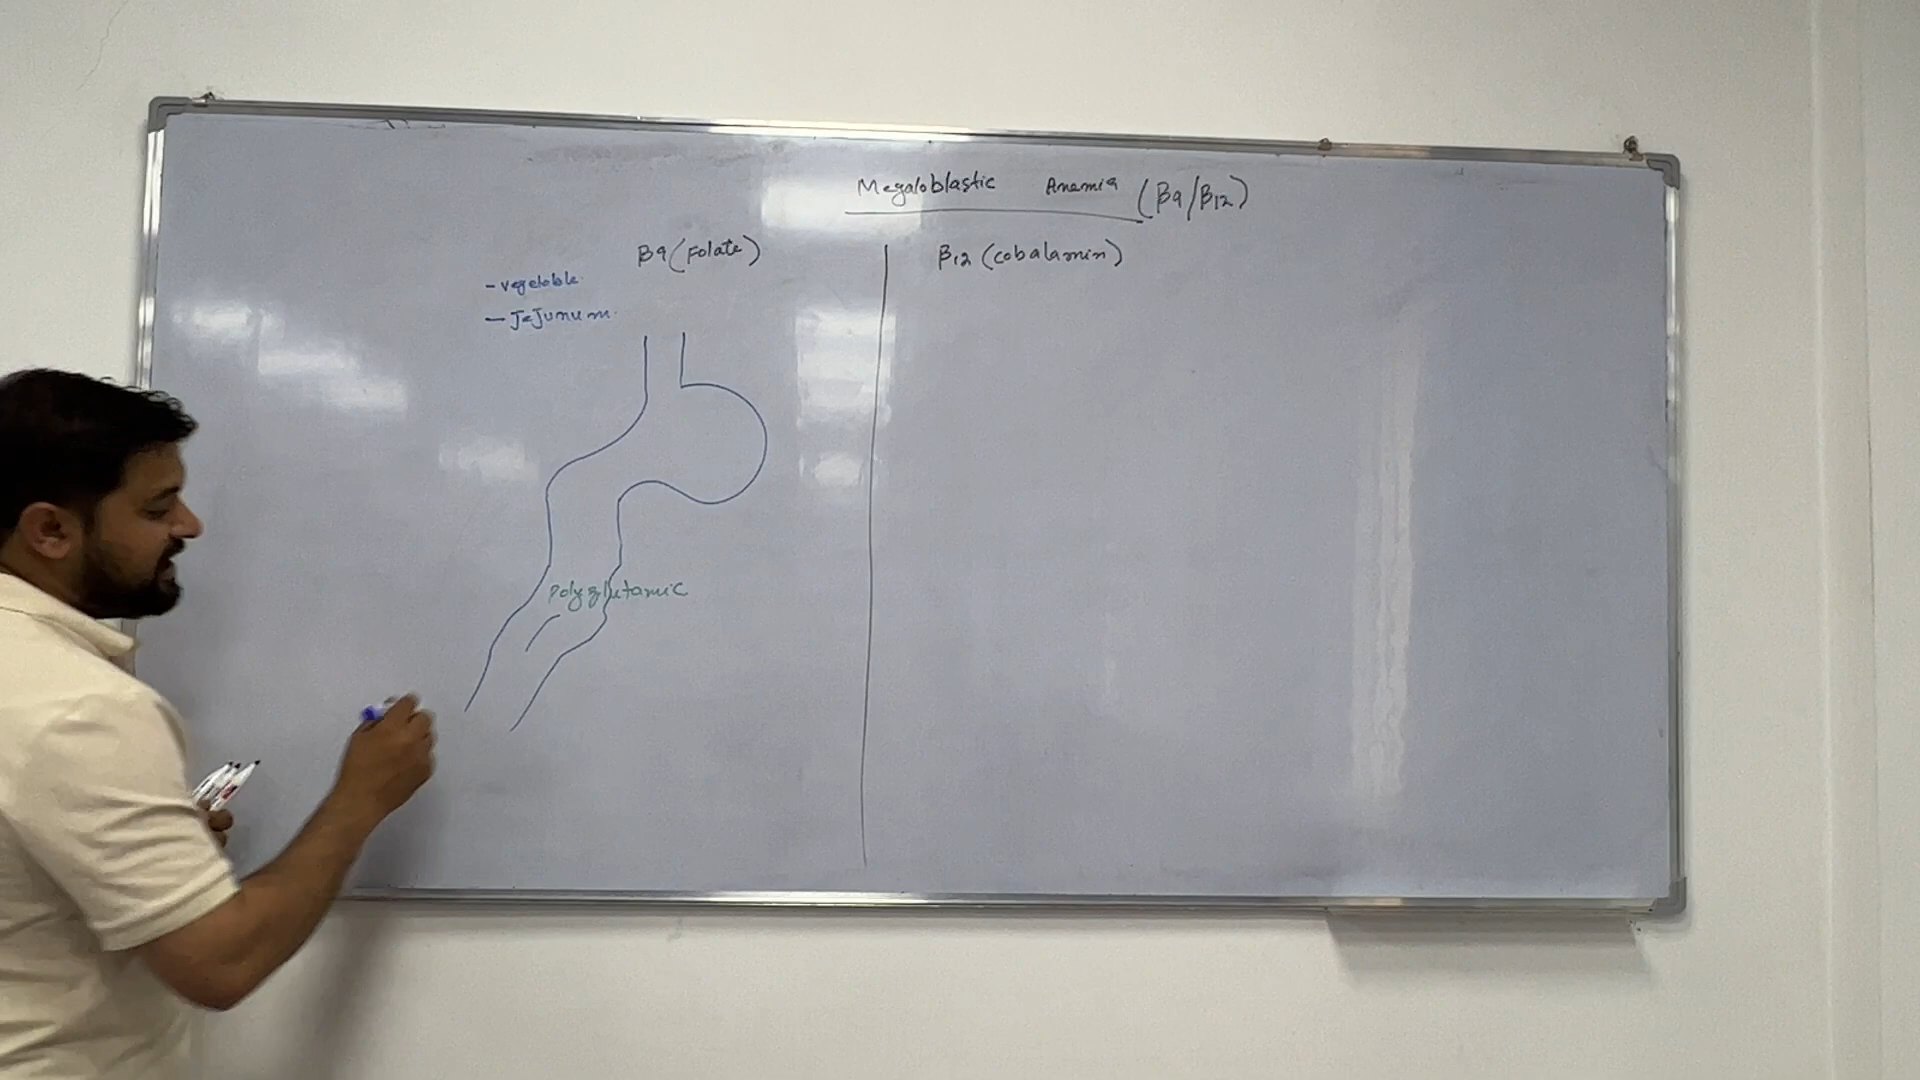 Megaloblastic Anemia (B9/B12)
B9 (Folate)
- vegetable
- Jejunum
Polyglutamic
B12 (cobalamin)